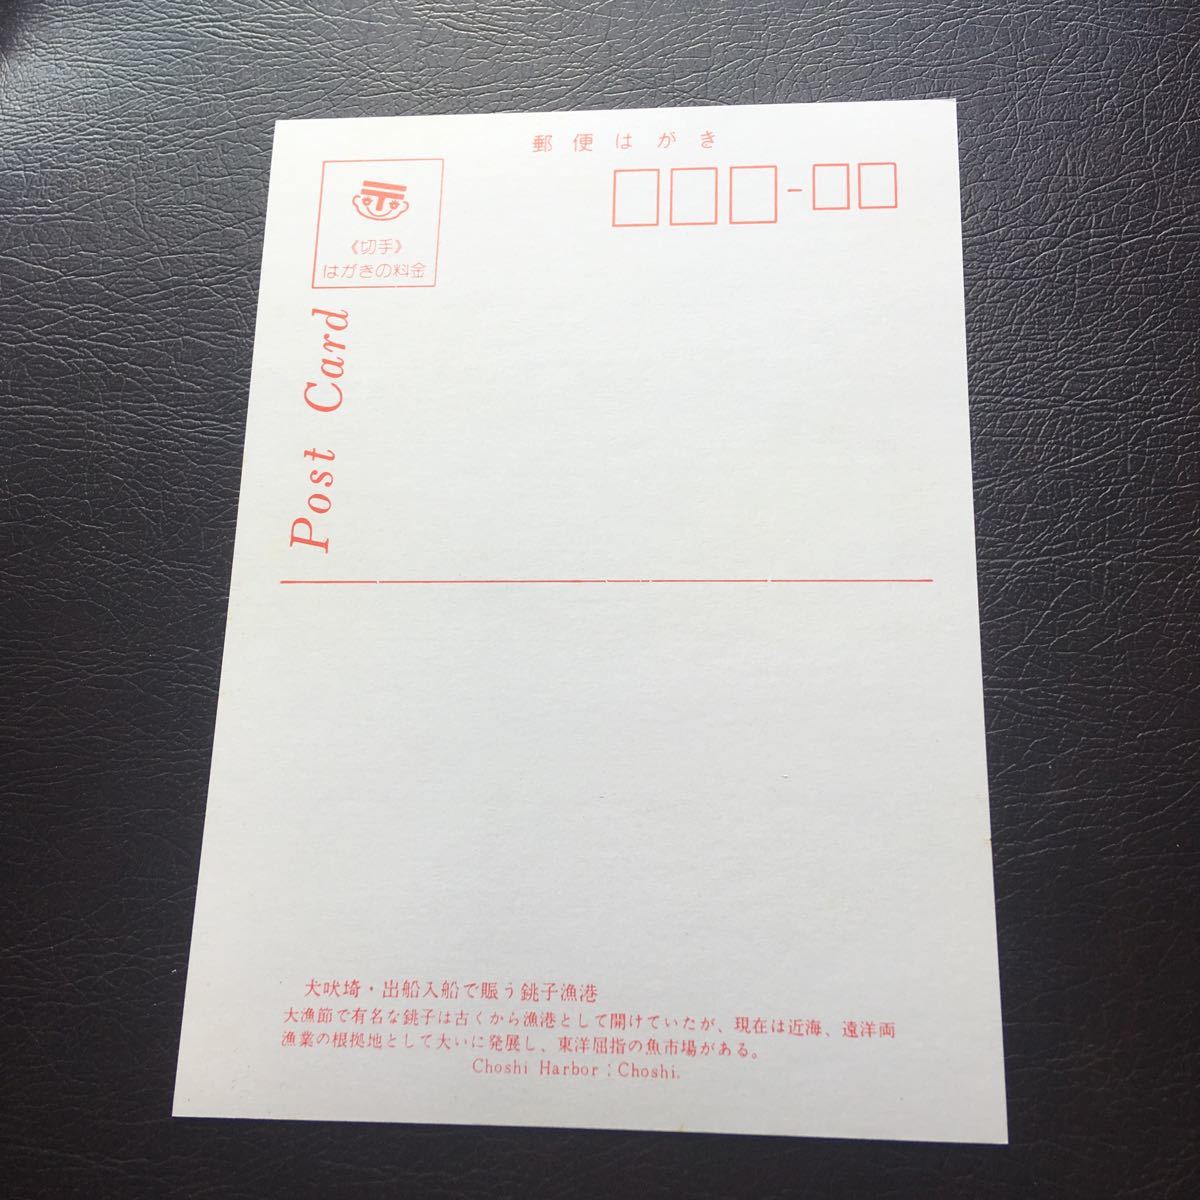 郵便はがき
〒
《切手》
はがきの料金
Post Card
犬吠埼・出船入船で賑う銚子漁港
大漁節で有名な銚子は古くから漁港として開けていたが、現在は近海、遠洋両
漁業の根拠地として大いに発展し、東洋屈指の魚市場がある。
Choshi Harbor : Choshi.